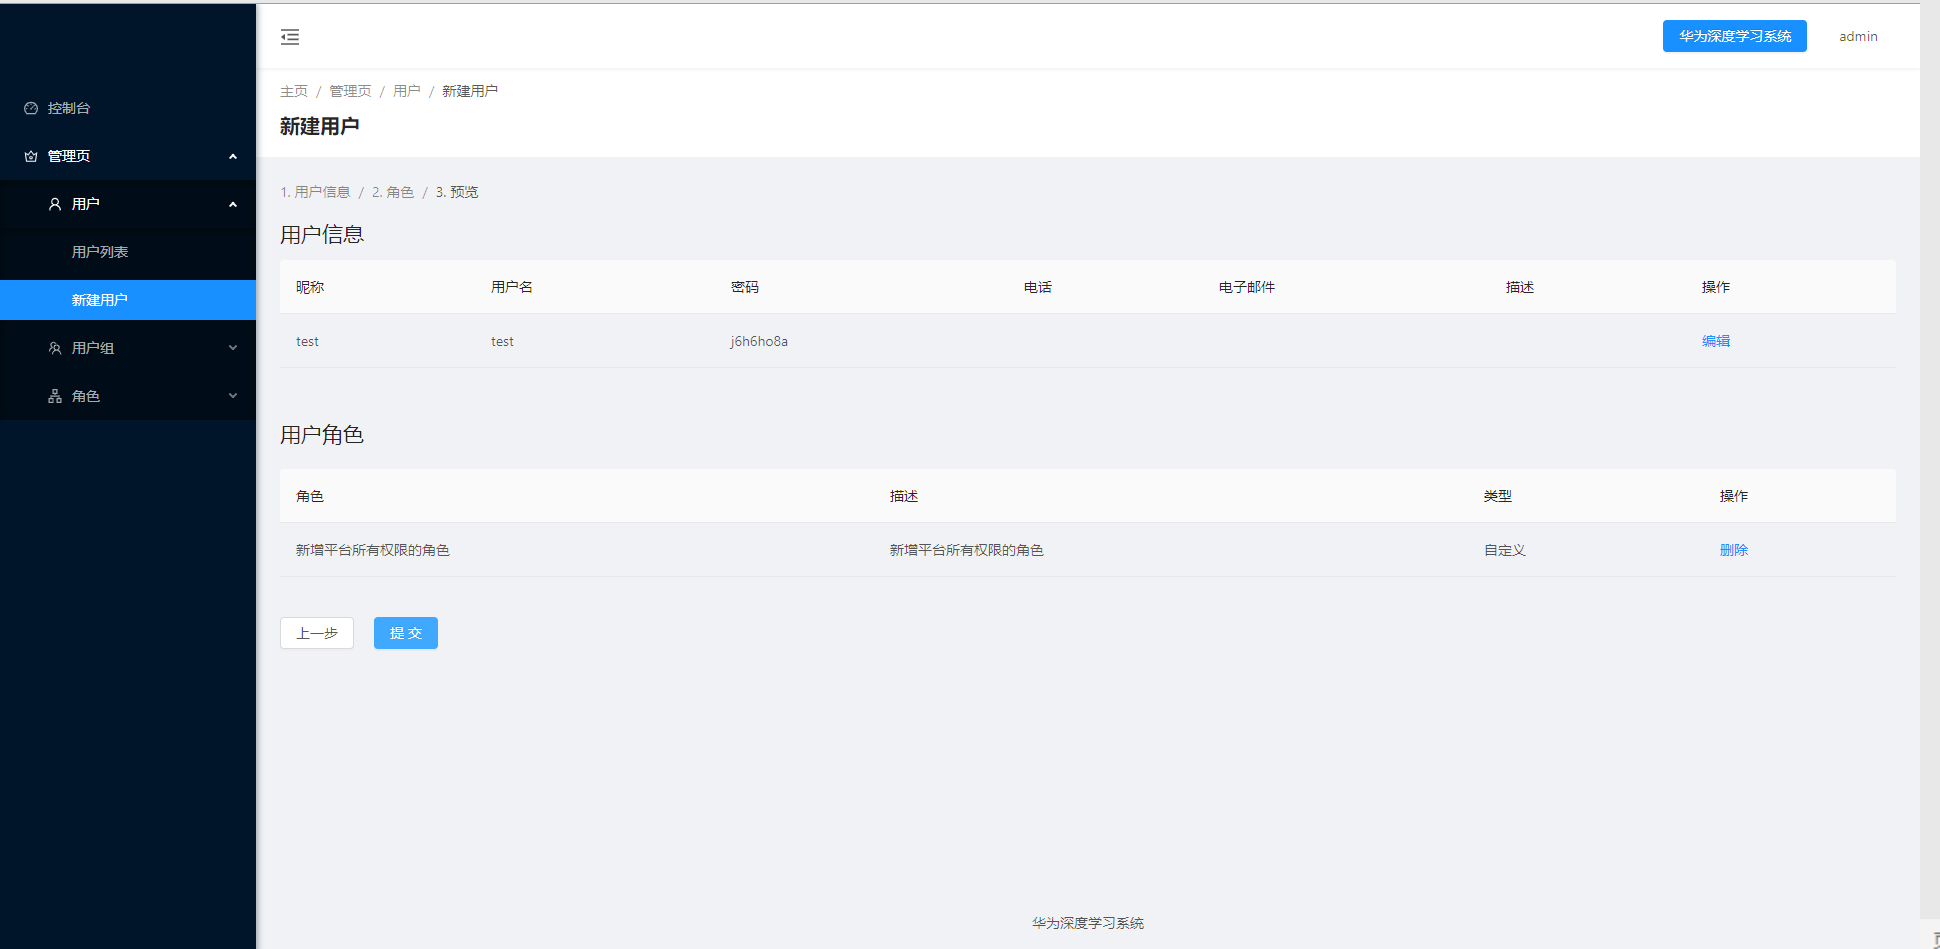 华为深度学习系统 admin
控制台
管理页
用户
用户列表
新建用户
用户组
角色
主页 / 管理页 / 用户 / 新建用户
新建用户
1. 用户信息 / 2. 角色 / 3. 预览
用户信息
昵称 用户名 密码 电话 电子邮件 描述 操作
test test j6h6ho8a 编辑
用户角色
角色 描述 类型 操作
新增平台所有权限的角色 新增平台所有权限的角色 自定义 删除
上一步 提 交
华为深度学习系统